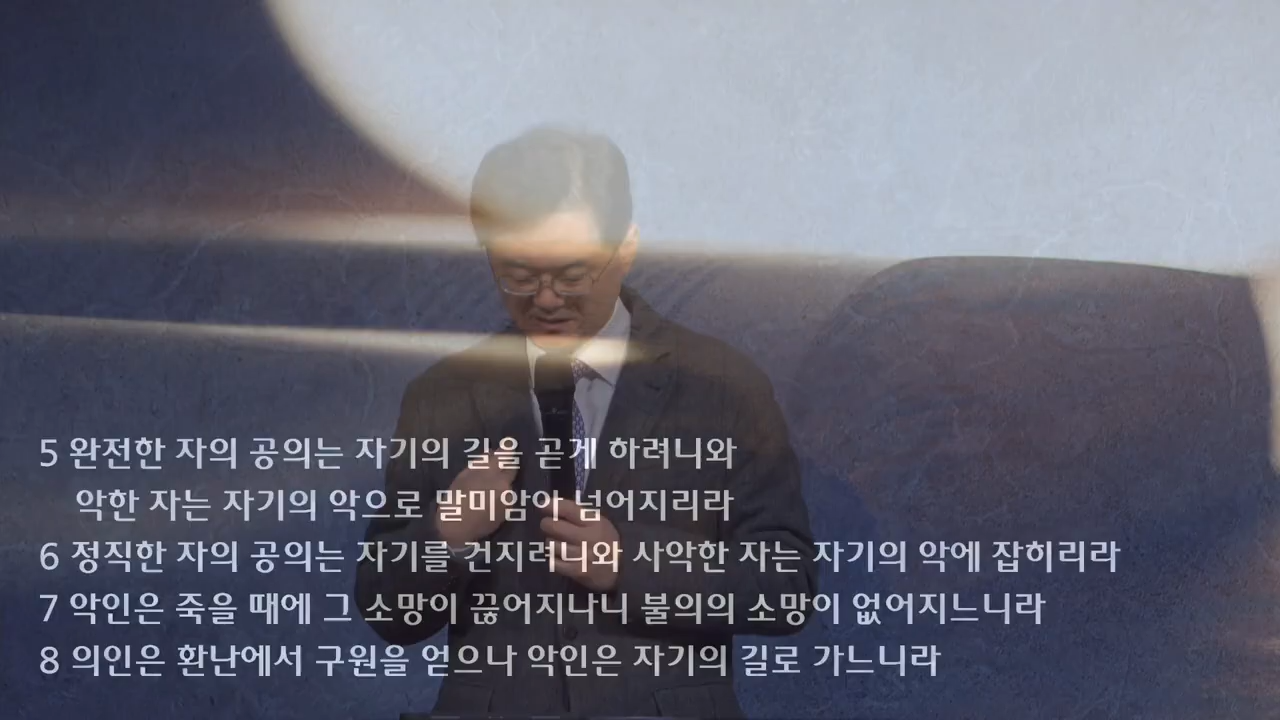 5 완전한 자의 공의는 자기의 길을 곧게 하려니와
악한 자는 자기의 악으로 말미암아 넘어지리라
6 정직한 자의 공의는 자기를 건지려니와 사악한 자는 자기의 악에 잡히리라
7 악인은 죽을 때에 그 소망이 끊어지나니 불의의 소망이 없어지느니라
8 의인은 환난에서 구원을 얻으나 악인은 자기의 길로 가느니라